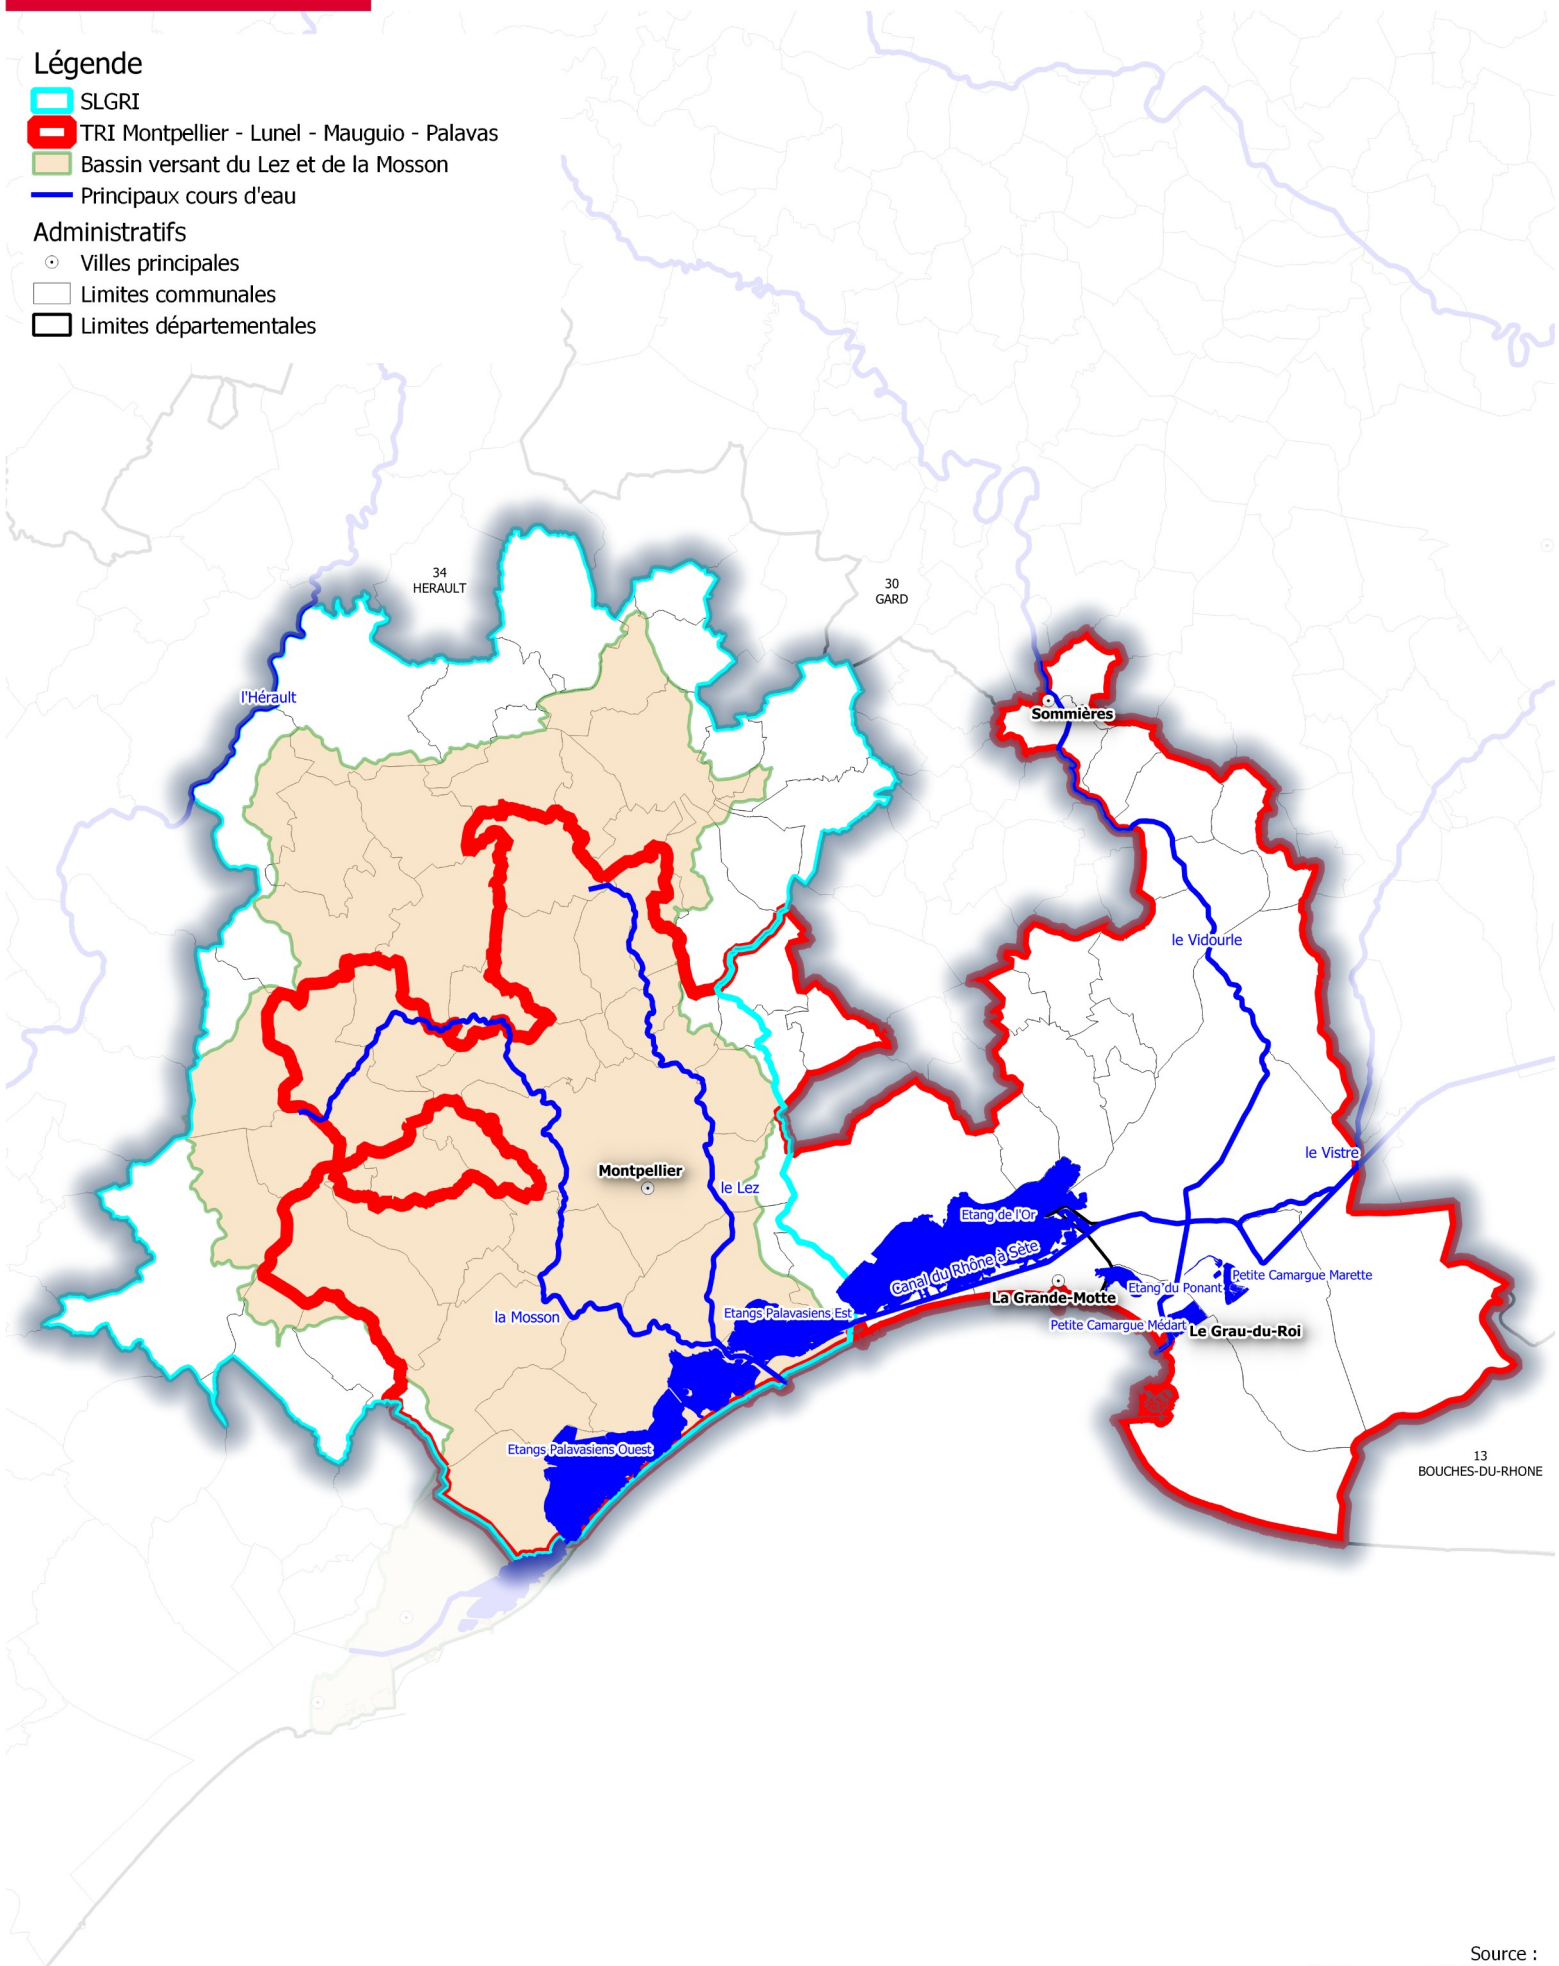 Légende
SLGRI
TRI Montpellier - Lunel - Mauguio - Palavas
Bassin versant du Lez et de la Mosson
Principaux cours d'eau
Administratifs
Villes principales
Limites communales
Limites départementales
34
HERAULT
30
GARD
l'Hérault
Sommières
le Vidourle
le Vistre
Montpellier
le Lez
Etang de l'Or
Canal du Rhône à Sète
Petite Camargue Marette
Etang du Ponant
La Grande-Motte
Etangs Palavasiens Est
la Mosson
Petite Camargue Médart
Le Grau-du-Roi
Etangs Palavasiens Ouest
13
BOUCHES-DU-RHONE
Source :